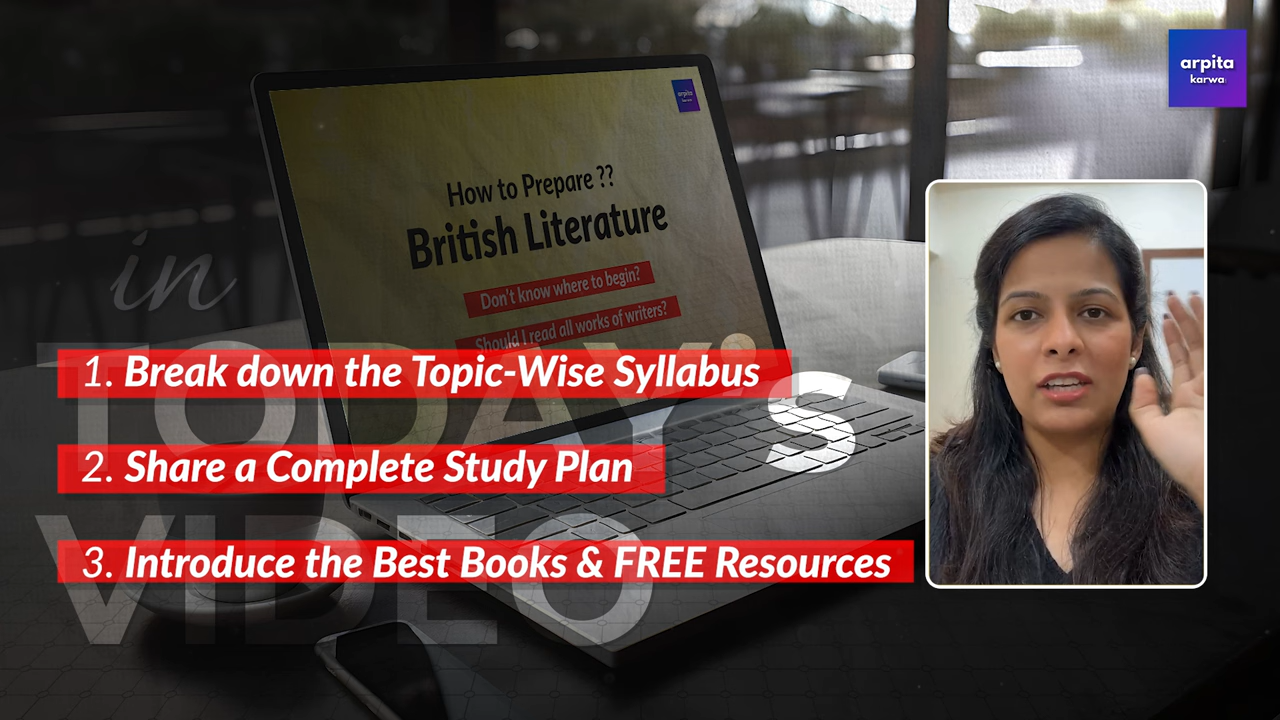 arpita
karwa
arpita
karwa
How to Prepare ??
British Literature
Don't know where to begin?
Should I read all works of writers?
in
TODAY'S
VIDEO
1. Break down the Topic-Wise Syllabus
2. Share a Complete Study Plan
3. Introduce the Best Books & FREE Resources